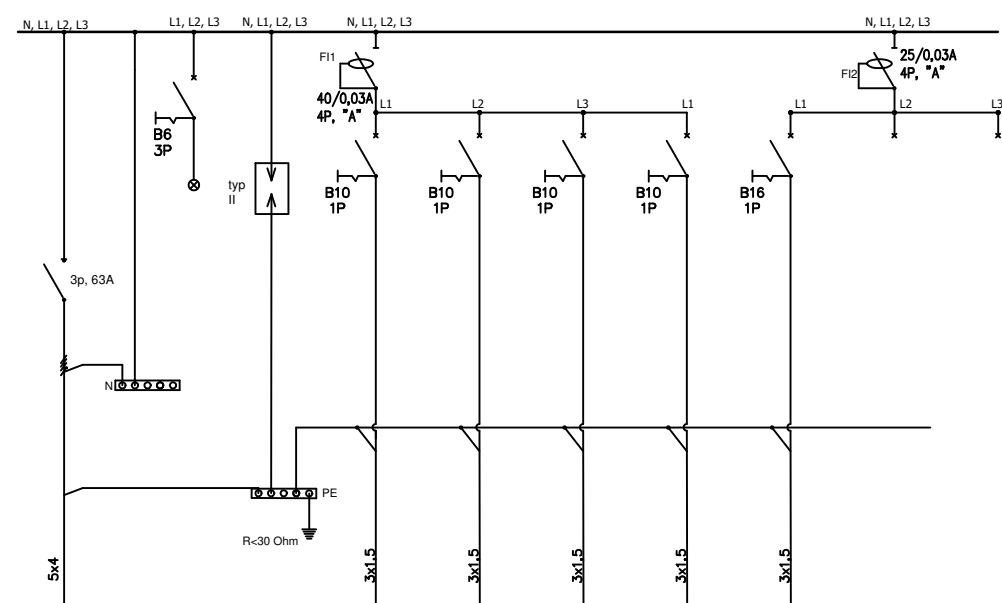 N, L1, L2, L3
L1, L2, L3
N, L1, L2, L3
N, L1, L2, L3
N, L1, L2, L3
FI1
40/0,03A
4P, "A"
FI2
25/0,03A
4P, "A"
L1
L2
L3
L1
L1
L2
L3
B6
3P
typ
II
B10
1P
B10
1P
B10
1P
B10
1P
B16
1P
3p, 63A
N
PE
R<30 Ohm
5x4
3x1.5
3x1.5
3x1.5
3x1.5
3x1.5